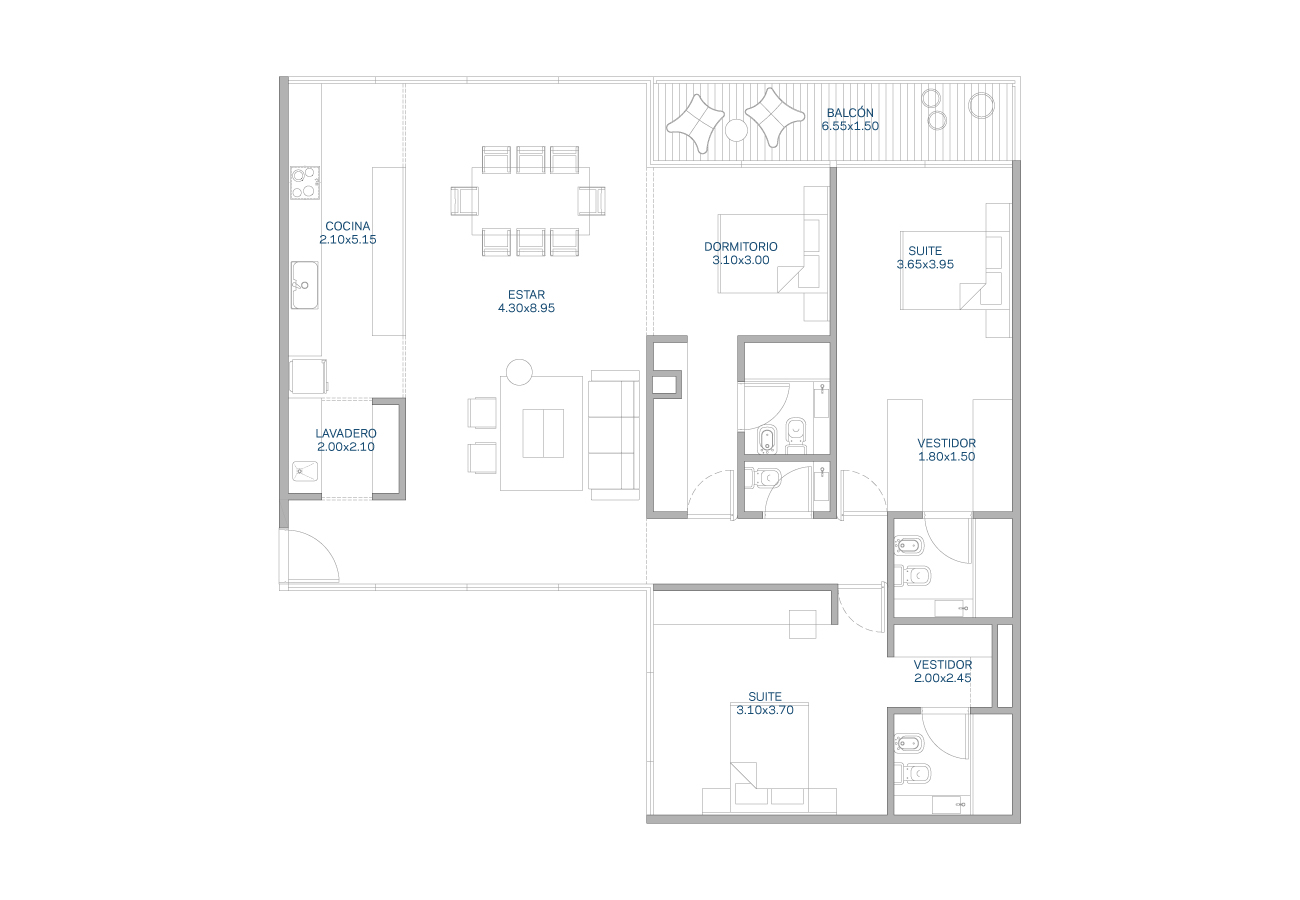 BALCÓN
6.55x1.50
COCINA
2.10x5.15
DORMITORIO
3.10x3.00
SUITE
3.65x3.95
ESTAR
4.30x8.95
LAVADERO
2.00x2.10
VESTIDOR
1.80x1.50
VESTIDOR
2.00x2.45
SUITE
3.10x3.70